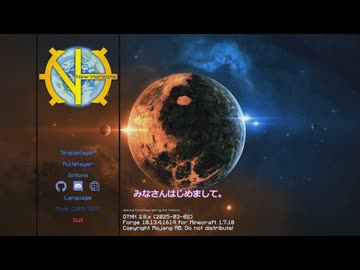 New Horizons
Singleplayer
Multiplayer
Options
Language
Quit
みなさんはじめまして。
GTNH 2.8.x (2025-03-02)
Forge 10.13.4.1614 for Minecraft 1.7.10
Copyright Mojang AB. Do not distribute!